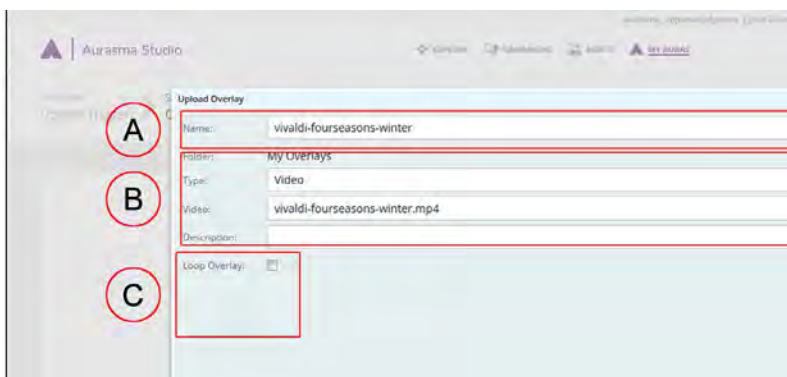 Aurasma Studio
MY AURAS
Upload Overlay
A
Name: vivaldi-fourseasons-winter
Folder: My Overlays
B
Type: Video
Video: vivaldi-fourseasons-winter.mp4
Description:
Loop Overlay:
C